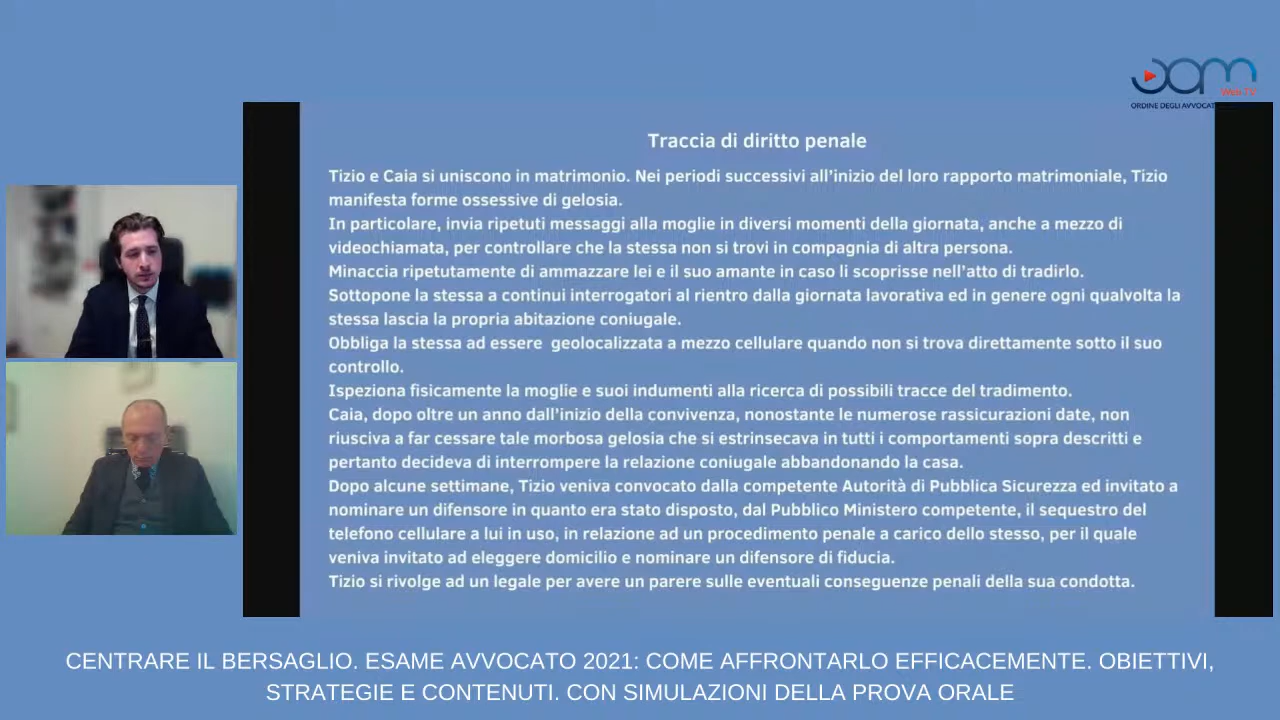 oam
Web TV
ORDINE DEGLI AVVOCAT
Traccia di diritto penale
Tizio e Caia si uniscono in matrimonio. Nei periodi successivi all'inizio del loro rapporto matrimoniale, Tizio
manifesta forme ossessive di gelosia.
In particolare, invia ripetuti messaggi alla moglie in diversi momenti della giornata, anche a mezzo di
videochiamata, per controllare che la stessa non si trovi in compagnia di altra persona.
Minaccia ripetutamente di ammazzare lei e il suo amante in caso li scoprisse nell'atto di tradirlo.
Sottopone la stessa a continui interrogatori al rientro dalla giornata lavorativa ed in genere ogni qualvolta la
stessa lascia la propria abitazione coniugale.
Obbliga la stessa ad essere geolocalizzata a mezzo cellulare quando non si trova direttamente sotto il suo
controllo.
Ispeziona fisicamente la moglie e suoi indumenti alla ricerca di possibili tracce del tradimento.
Caia, dopo oltre un anno dall'inizio della convivenza, nonostante le numerose rassicurazioni date, non
riusciva a far cessare tale morbosa gelosia che si estrinsecava in tutti i comportamenti sopra descritti e
pertanto decideva di interrompere la relazione coniugale abbandonando la casa.
Dopo alcune settimane, Tizio veniva convocato dalla competente Autorità di Pubblica Sicurezza ed invitato a
nominare un difensore in quanto era stato disposto, dal Pubblico Ministero competente, il sequestro del
telefono cellulare a lui in uso, in relazione ad un procedimento penale a carico dello stesso, per il quale
veniva invitato ad eleggere domicilio e nominare un difensore di fiducia.
Tizio si rivolge ad un legale per avere un parere sulle eventuali conseguenze penali della sua condotta.
CENTRARE IL BERSAGLIO. ESAME AVVOCATO 2021: COME AFFRONTARLO EFFICACEMENTE. OBIETTIVI,
STRATEGIE E CONTENUTI. CON SIMULAZIONI DELLA PROVA ORALE